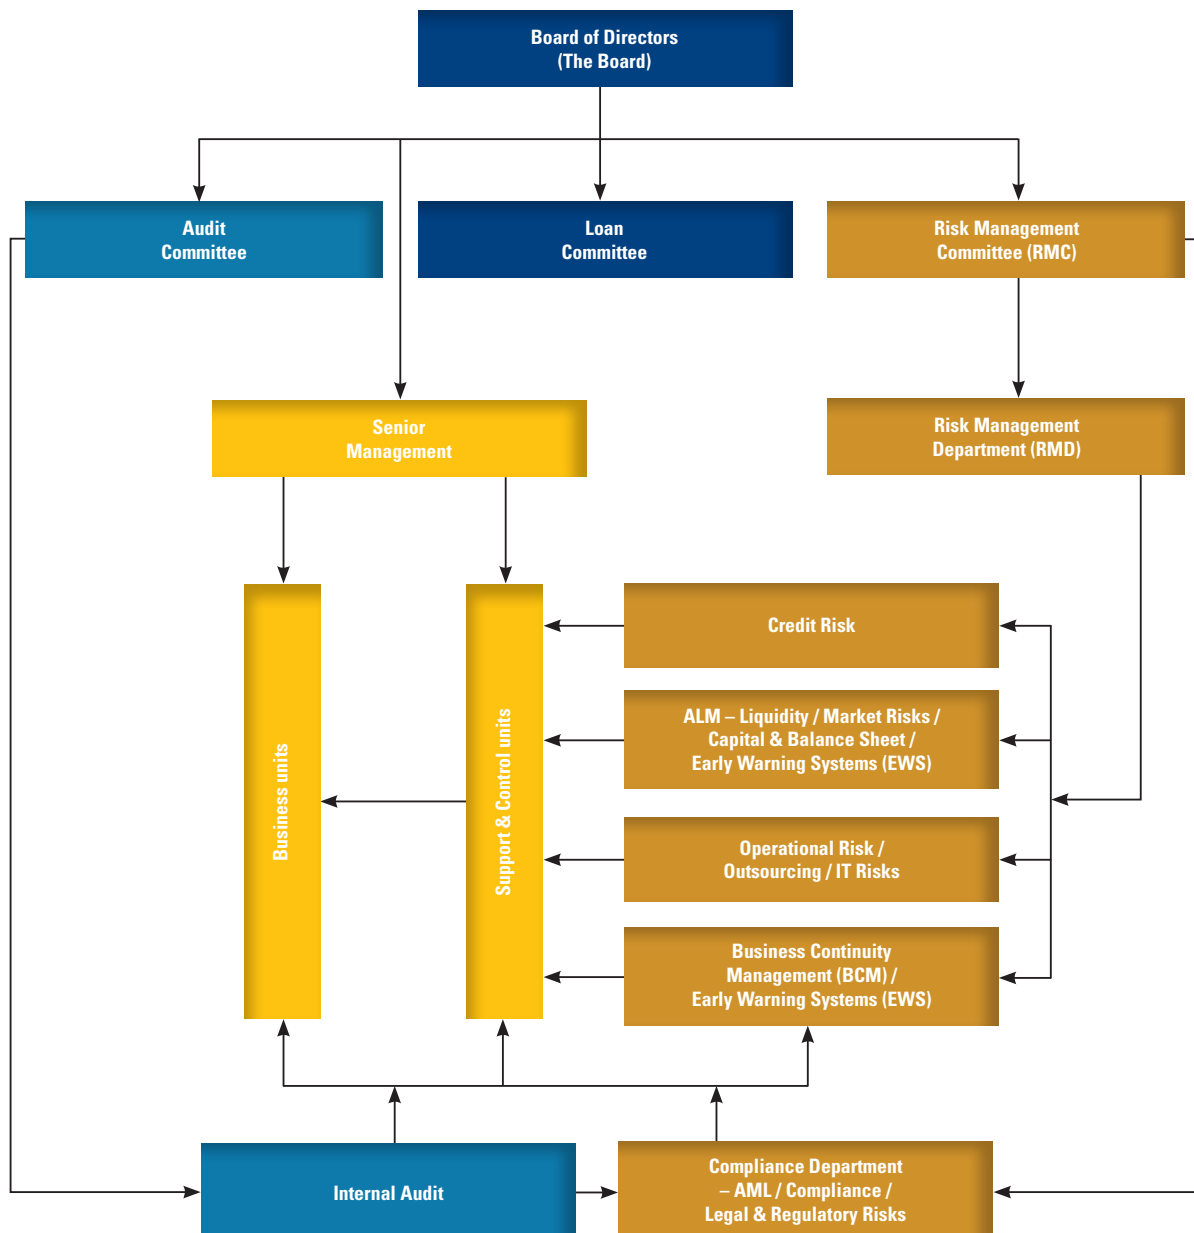 Board of Directors
(The Board)
Audit
Committee
Loan
Committee
Risk Management
Committee (RMC)
Senior
Management
Risk Management
Department (RMD)
Business units
Support & Control units
Credit Risk
ALM – Liquidity / Market Risks /
Capital & Balance Sheet /
Early Warning Systems (EWS)
Operational Risk /
Outsourcing / IT Risks
Business Continuity
Management (BCM) /
Early Warning Systems (EWS)
Internal Audit
Compliance Department
– AML / Compliance /
Legal & Regulatory Risks